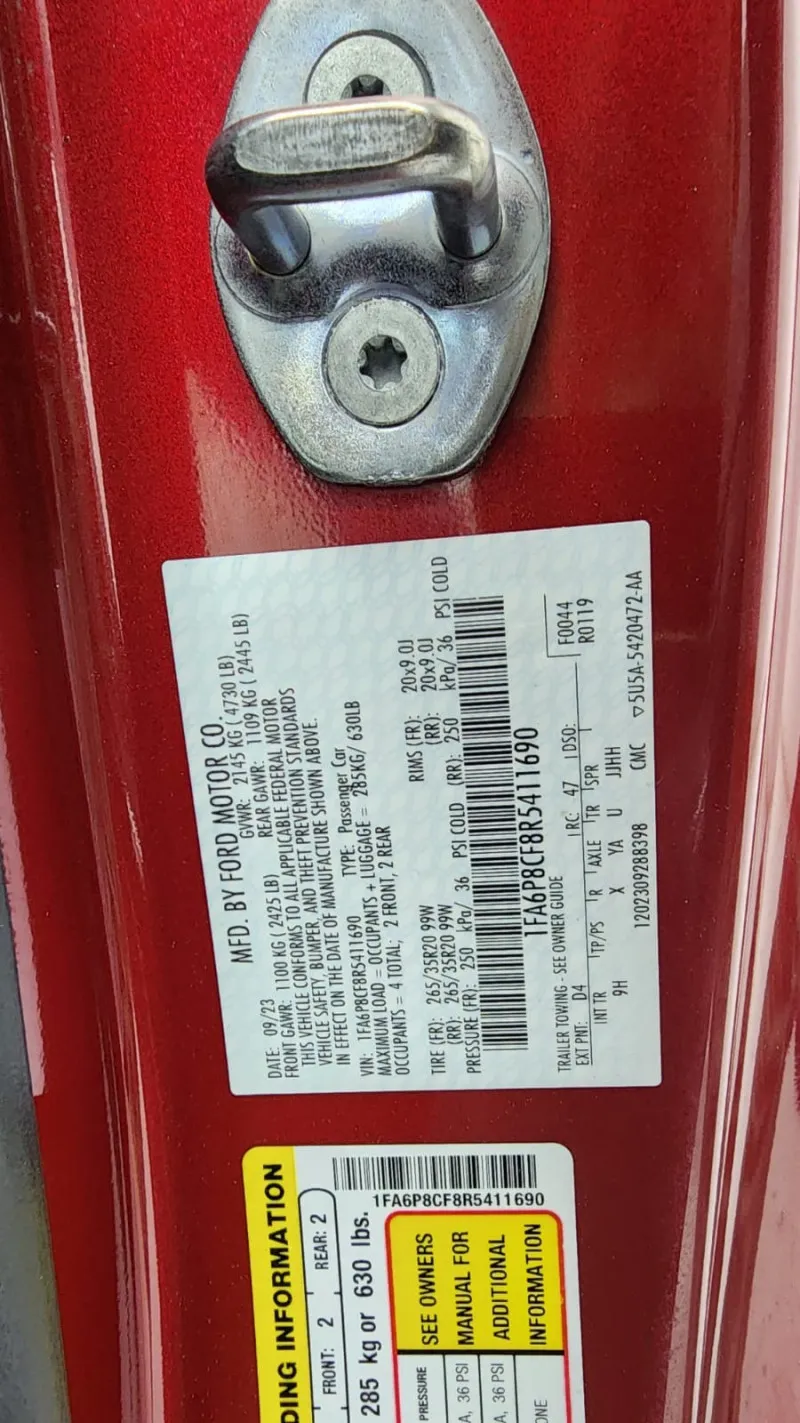 MFD. BY FORD MOTOR CO.
DATE: 09/23 GVWR: 2145 KG ( 4730 LB)
FRONT GAWR: 1100 KG ( 2425 LB) REAR GAWR: 1109 KG ( 2445 LB)
THIS VEHICLE CONFORMS TO ALL APPLICABLE FEDERAL MOTOR
VEHICLE SAFETY, BUMPER, AND THEFT PREVENTION STANDARDS
IN EFFECT ON THE DATE OF MANUFACTURE SHOWN ABOVE.
VIN: 1FA6P8CF8R5411690 TYPE: Passenger Car
MAXIMUM LOAD = OCCUPANTS + LUGGAGE = 285KG/ 630LB
OCCUPANTS = 4 TOTAL; 2 FRONT, 2 REAR
TIRE (FR): 265/35R20 99W RIMS (FR): 20x9.0J
(RR): 265/35R20 99W (RR): 20x9.0J
PRESSURE (FR): 250 kPa/ 36 PSI COLD (RR): 250 kPa/ 36 PSI COLD
1FA6P8CF8R5411690
TRAILER TOWING - SEE OWNER GUIDE F0044
EXT PNT: D4 RC: 47 DSO: R0119
INT TR TP/PS R AXLE TR SPR
9H X YA U JJHH
1202309288398 CMC ▽5U5A-5420472-AA
DING INFORMATION
FRONT: 2 REAR: 2
285 kg or 630 lbs.
1FA6P8CF8R5411690
PRESSURE SEE OWNERS
A, 36 PSI MANUAL FOR
A, 36 PSI ADDITIONAL
ONE INFORMATION